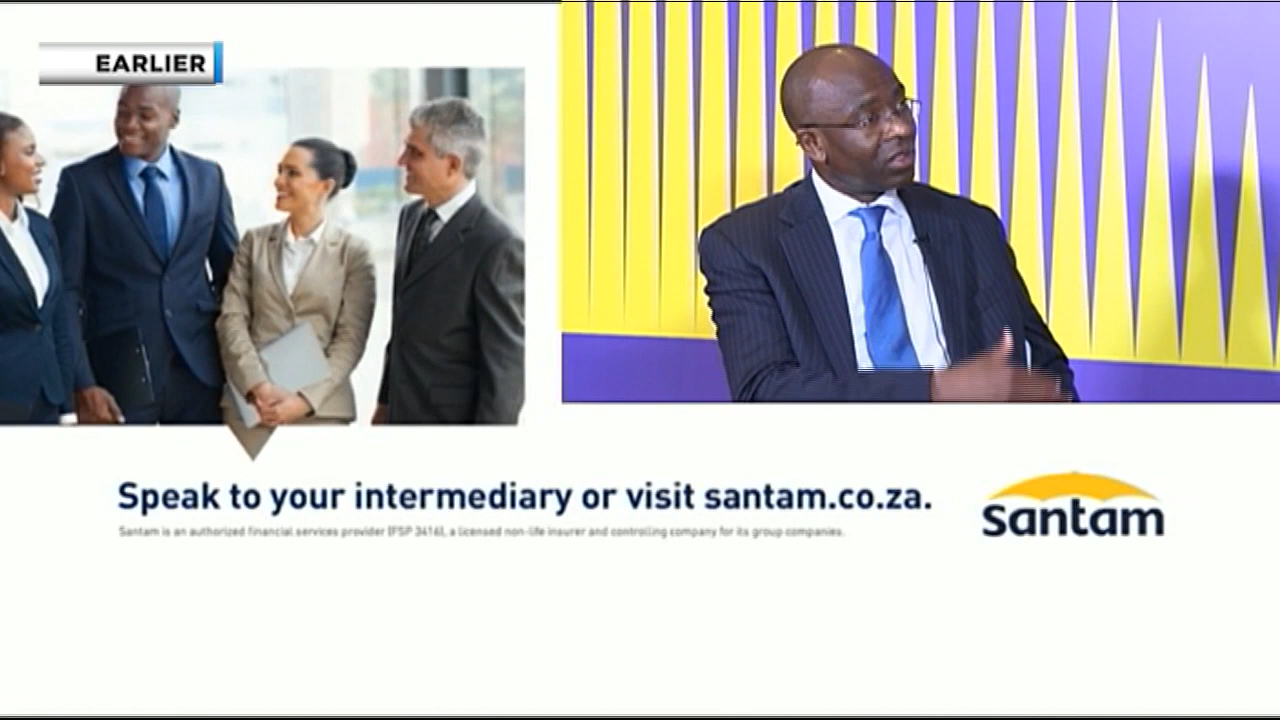 EARLIER
Speak to your intermediary or visit santam.co.za.
Santam is an authorized financial services provider (FSP 3416), a licensed non-life insurer and controlling company for its group companies.
santam